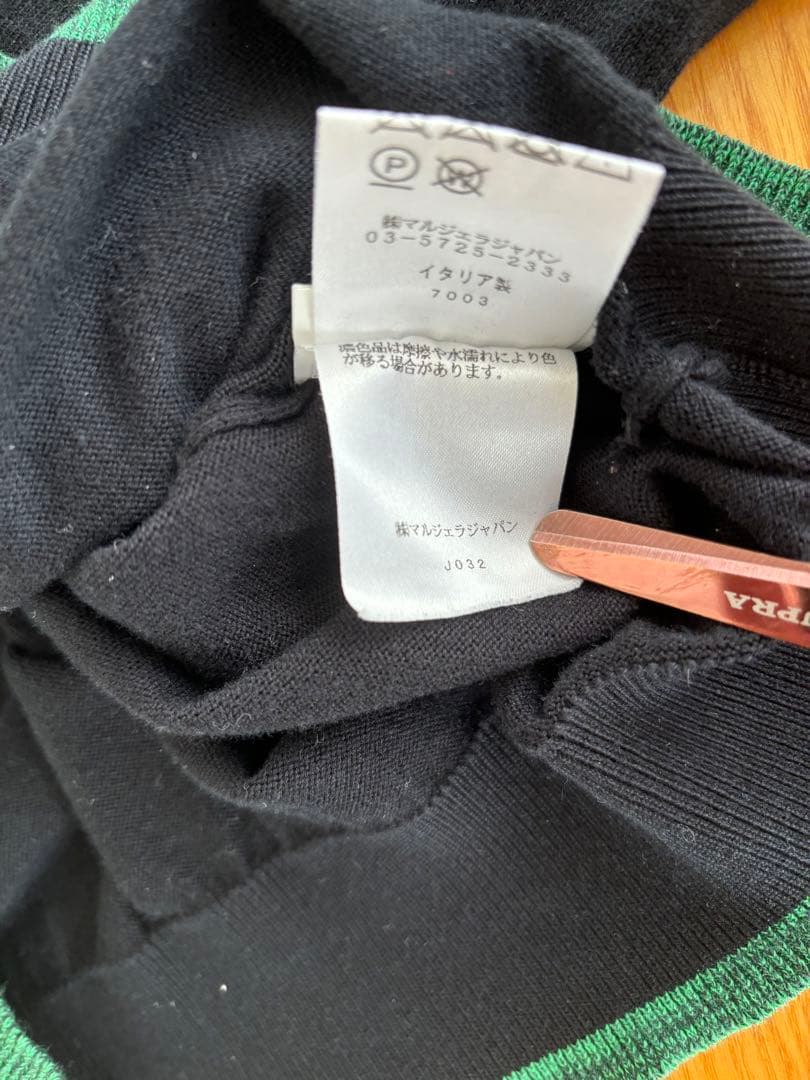 P
W
㈱マルジェラジャパン
03-5725-2333
イタリア製
7003
濃色品は摩擦や水濡れにより色
が移る場合があります。
㈱マルジェラジャパン
J032
UPRA